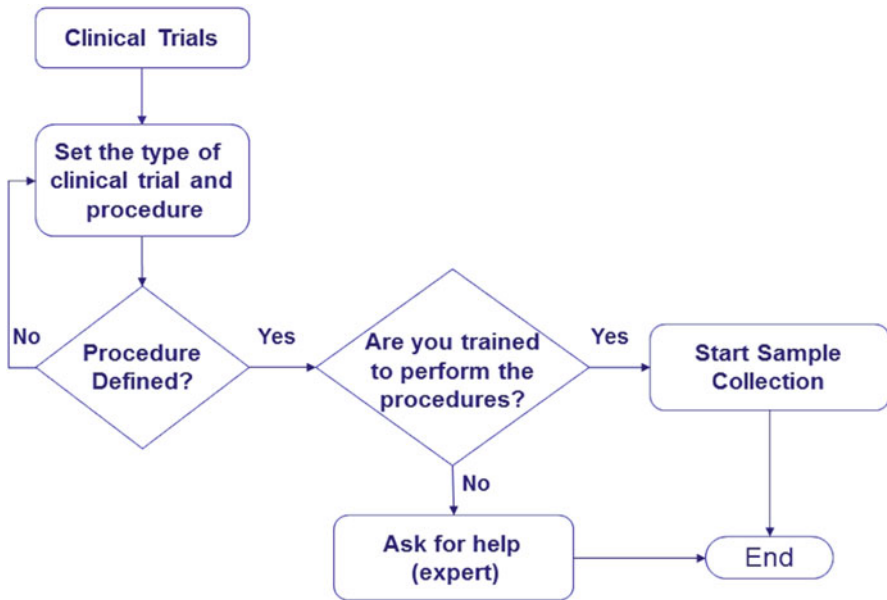 Clinical Trials
Set the type of
clinical trial and
procedure
No
Procedure
Defined?
Yes
Are you trained
to perform the
procedures?
Yes
Start Sample
Collection
No
Ask for help
(expert)
End